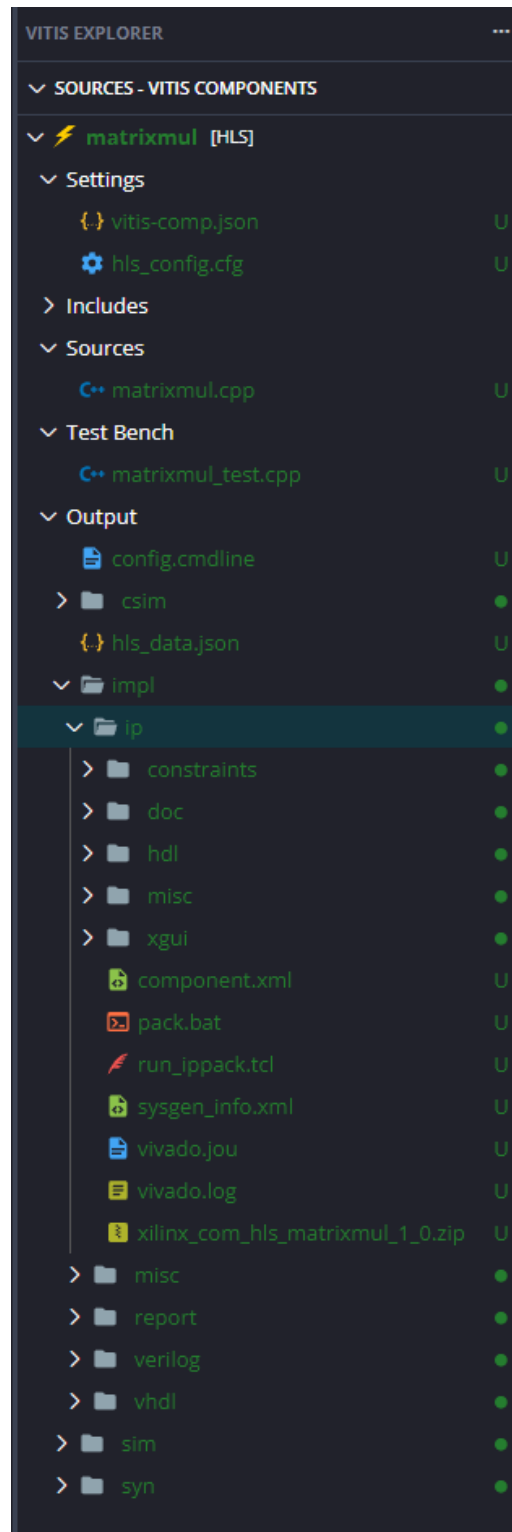 VITIS EXPLORER ...
SOURCES - VITIS COMPONENTS
matrixmul [HLS]
Settings
{..} vitis-comp.json U
hls_config.cfg U
Includes
Sources
C++ matrixmul.cpp U
Test Bench
C++ matrixmul_test.cpp U
Output
config.cmdline U
csim
{..} hls_data.json U
impl
ip
constraints
doc
hdl
misc
xgui
component.xml U
pack.bat U
run_ippack.tcl U
sysgen_info.xml U
vivado.jou U
vivado.log U
xilinx_com_hls_matrixmul_1_0.zip U
misc
report
verilog
vhdl
sim
syn